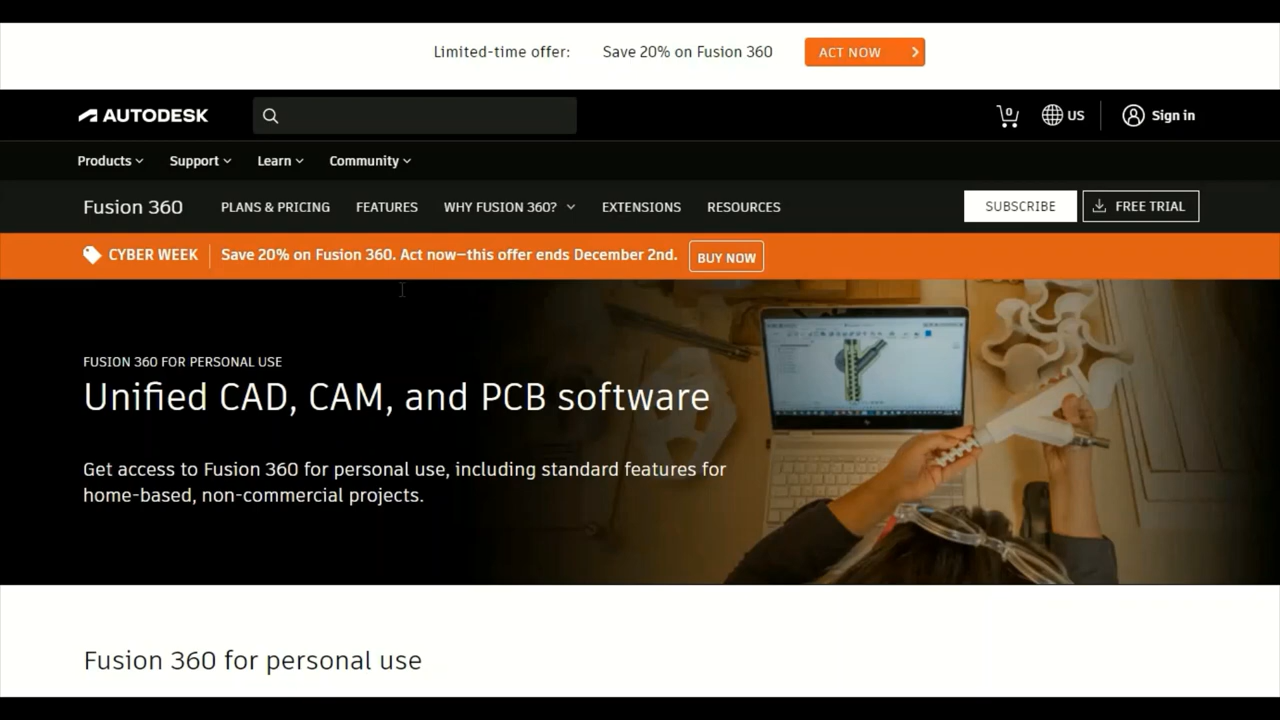 Limited-time offer: Save 20% on Fusion 360 ACT NOW
AUTODESK 0 US Sign in
Products Support Learn Community
Fusion 360 PLANS & PRICING FEATURES WHY FUSION 360? EXTENSIONS RESOURCES SUBSCRIBE FREE TRIAL
CYBER WEEK Save 20% on Fusion 360. Act now—this offer ends December 2nd. BUY NOW
FUSION 360 FOR PERSONAL USE
Unified CAD, CAM, and PCB software
Get access to Fusion 360 for personal use, including standard features for
home-based, non-commercial projects.
Fusion 360 for personal use